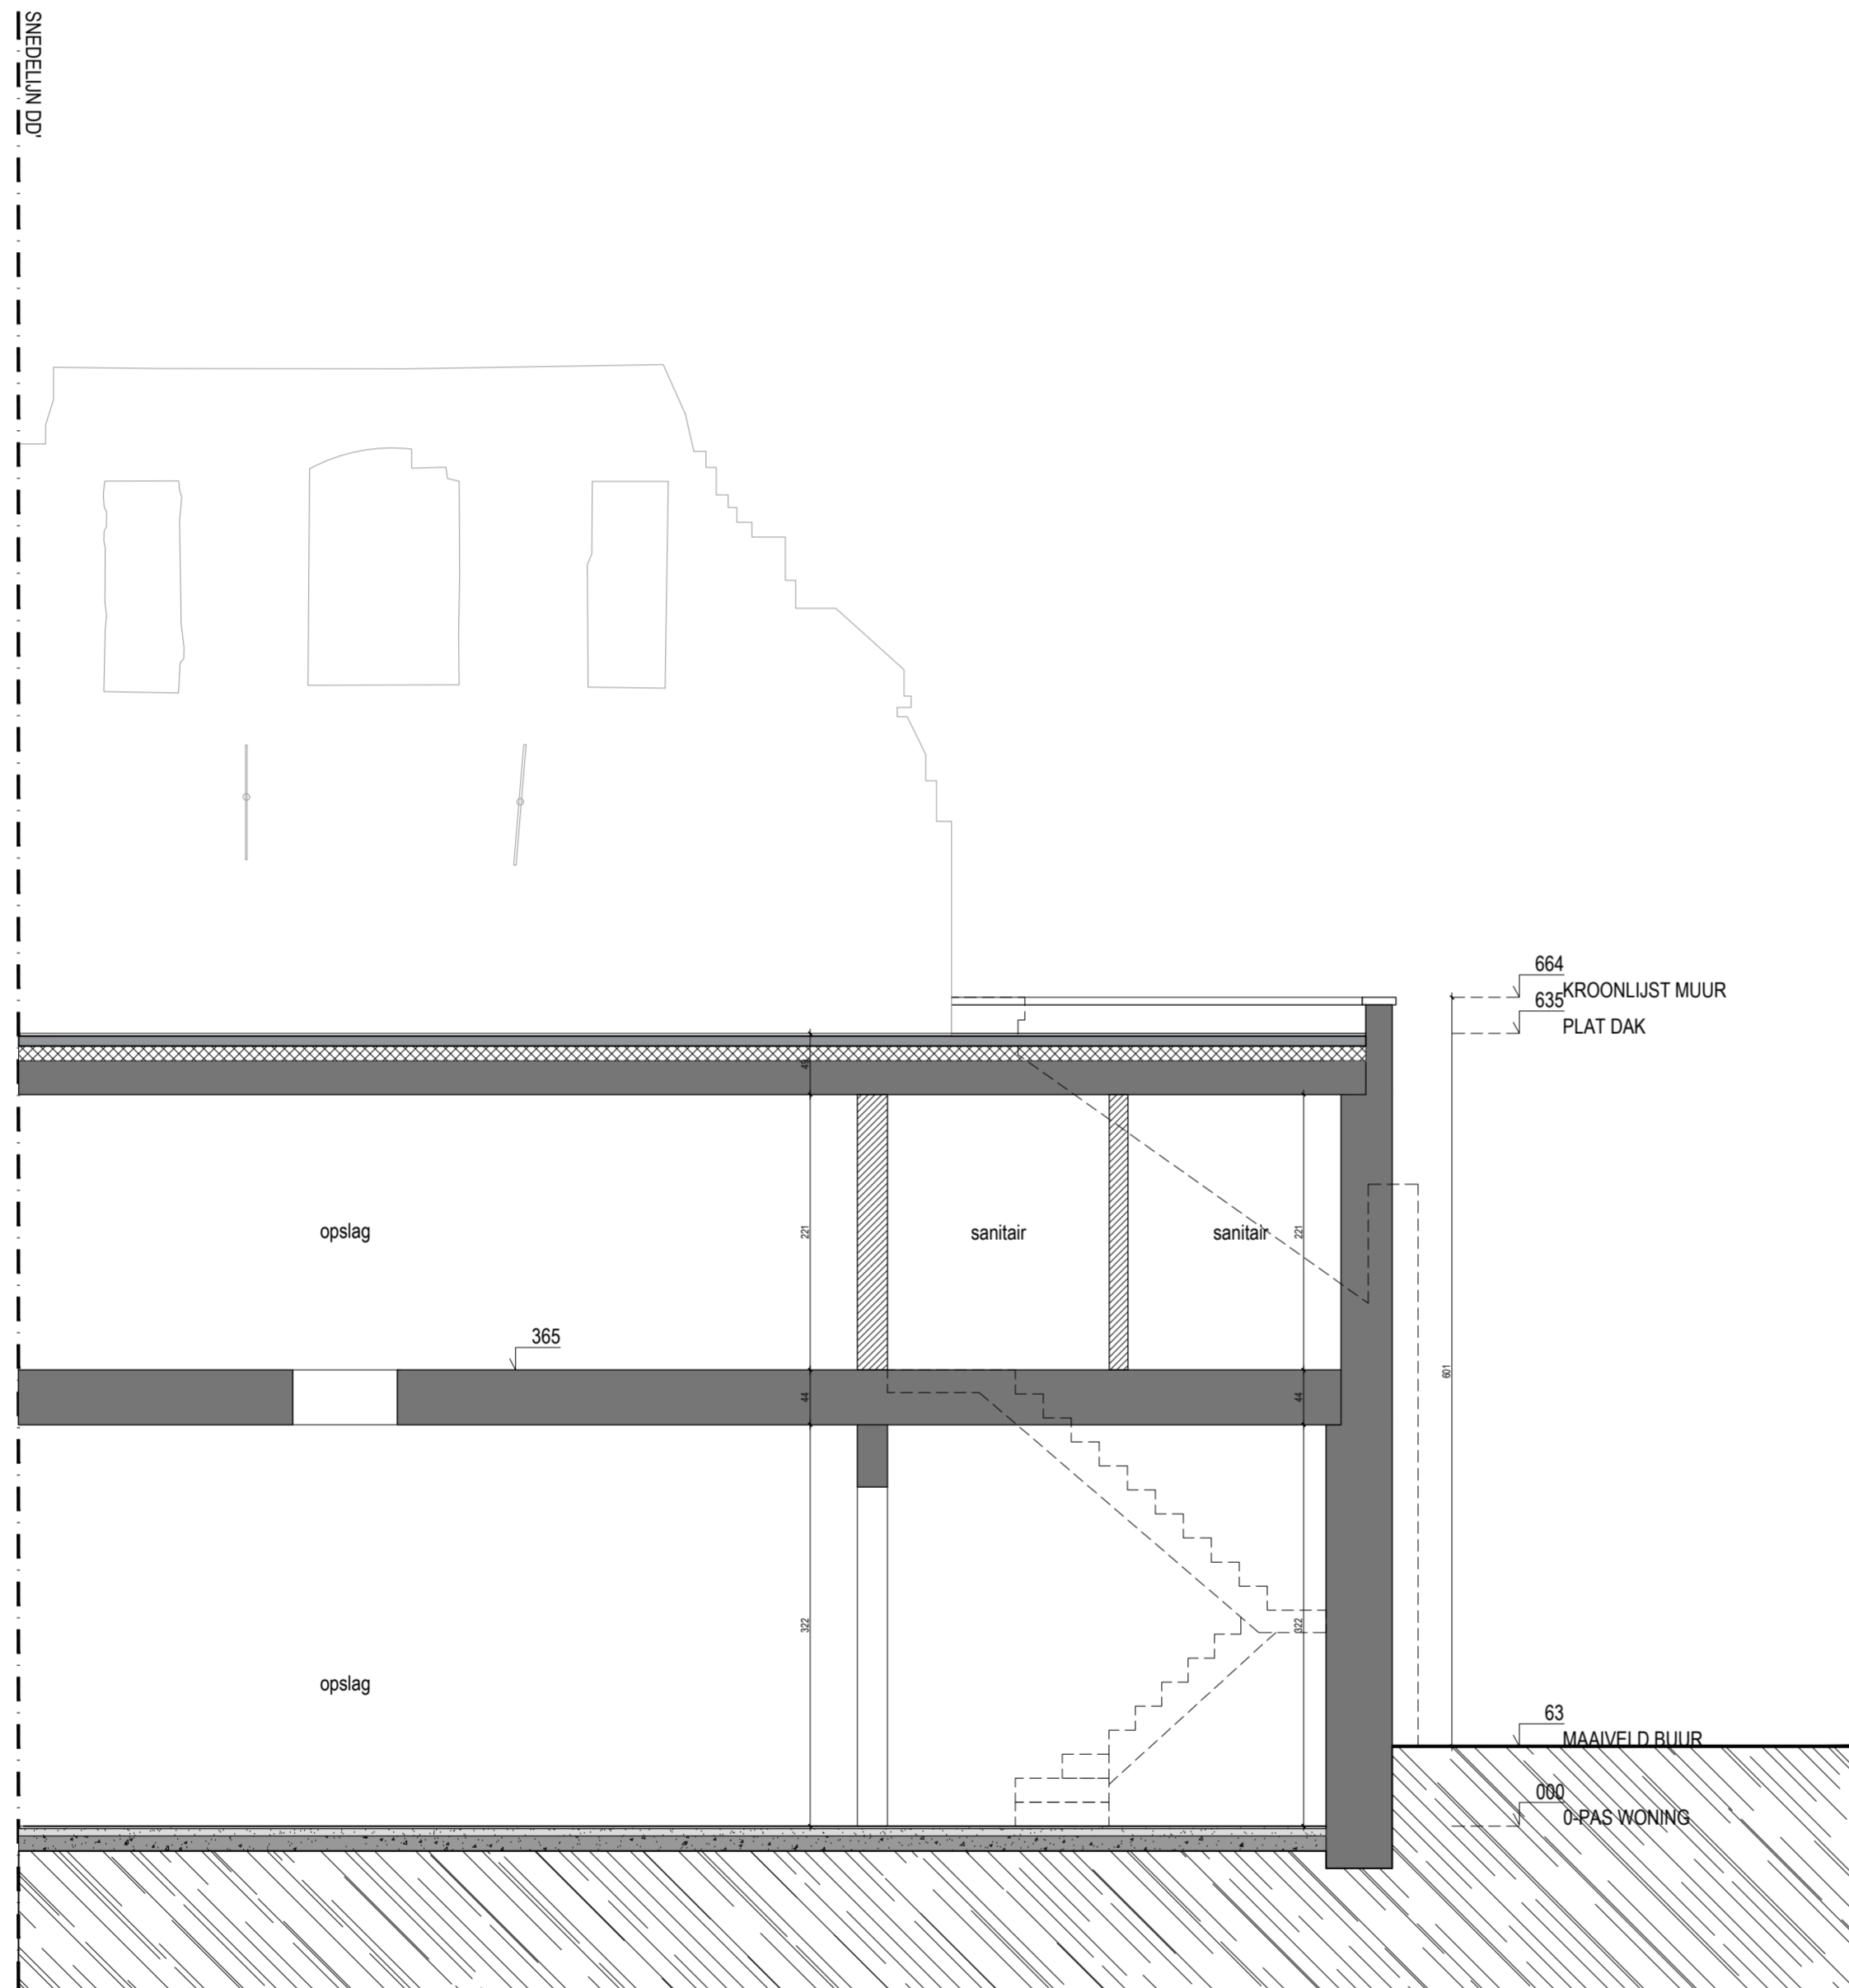 SNEDELIJN DD'
664
KROONLIJST MUUR
635
PLAT DAK
49
opslag
221
sanitair
sanitair
221
365
44
44
601
322
322
opslag
63
MAAIVELD BUUR
000
0-PAS WONING